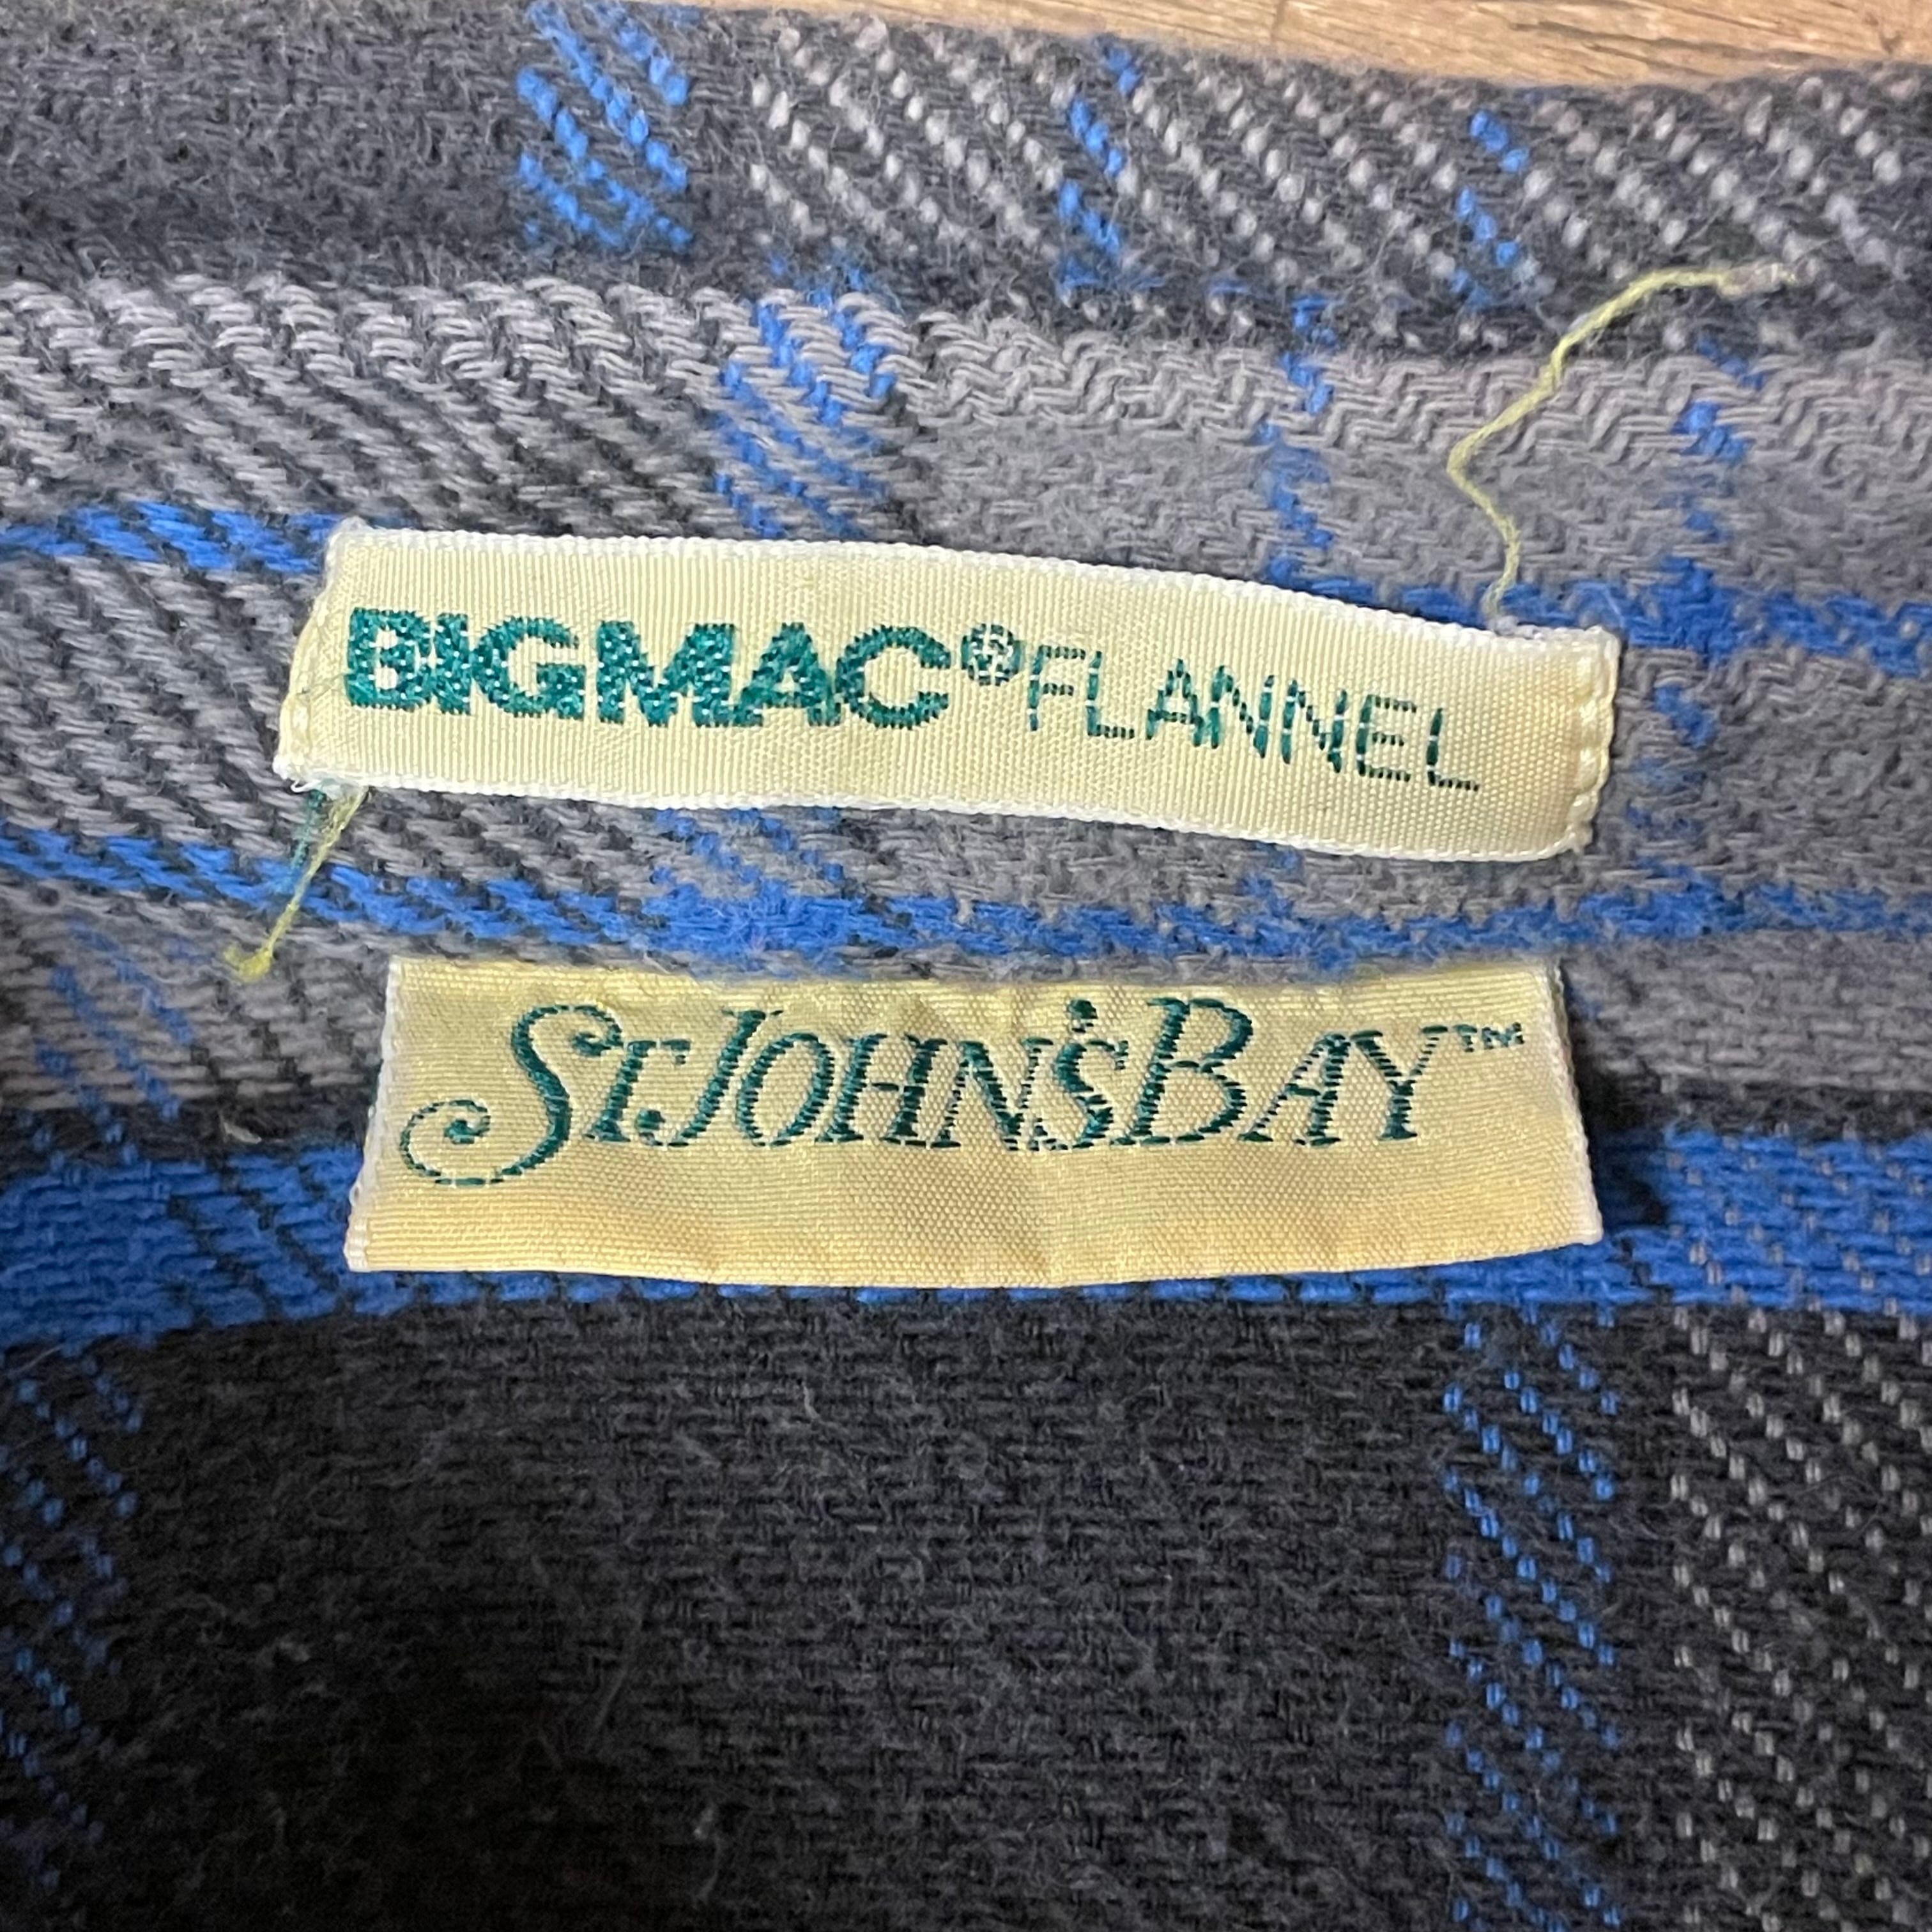 BIGMAC® FLANNEL
ST. JOHN'S BAY™